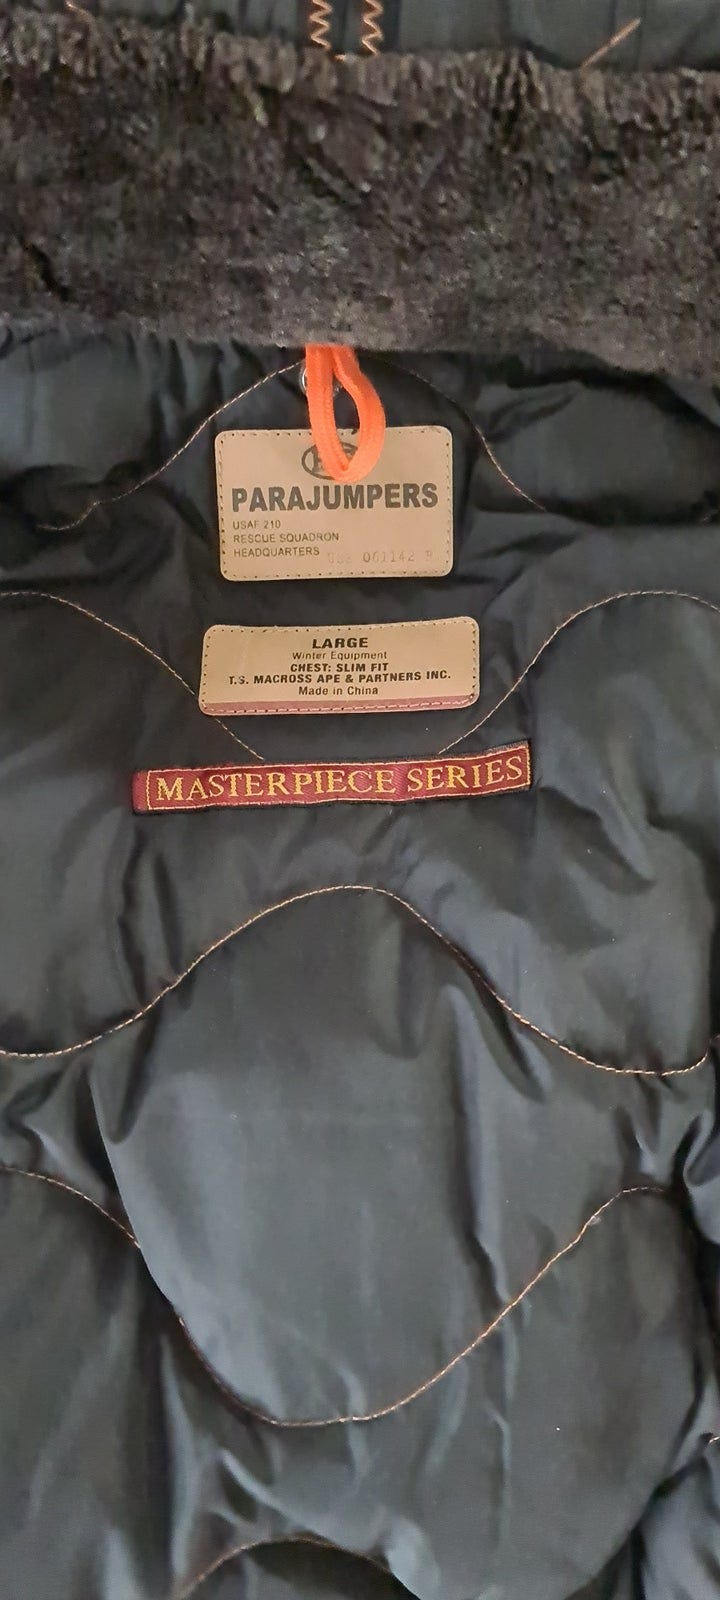 PARAJUMPERS
USAF 210
RESCUE SQUADRON
HEADQUARTERS 061142
LARGE
Winter Equipment
CHEST: SLIM FIT
T.S. MACROSS APE & PARTNERS INC.
Made in China
MASTERPIECE SERIES